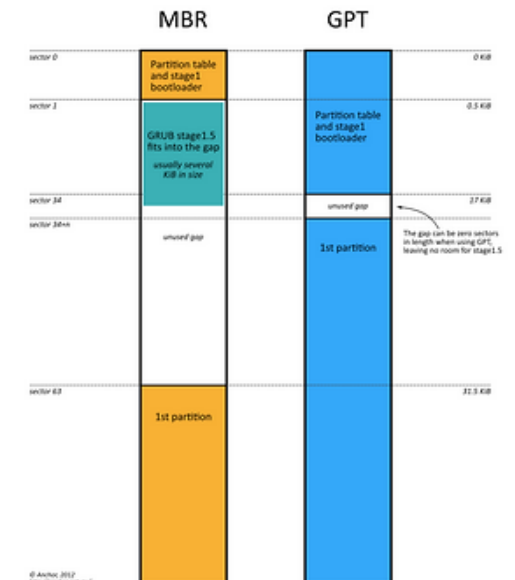 MBR
GPT
sector 0
0 KiB
Partition table
and stage1
bootloader
sector 1
0.5 KiB
GRUB stage1.5
fits into the gap
usually several
KiB in size
Partition table
and stage1
bootloader
sector 34
17 KiB
unused gap
sector 34+n
unused gap
The gap can be zero sectors
in length when using GPT,
leaving no room for stage1.5
1st partition
sector 63
31.5 KiB
1st partition
© Anchor, 2012